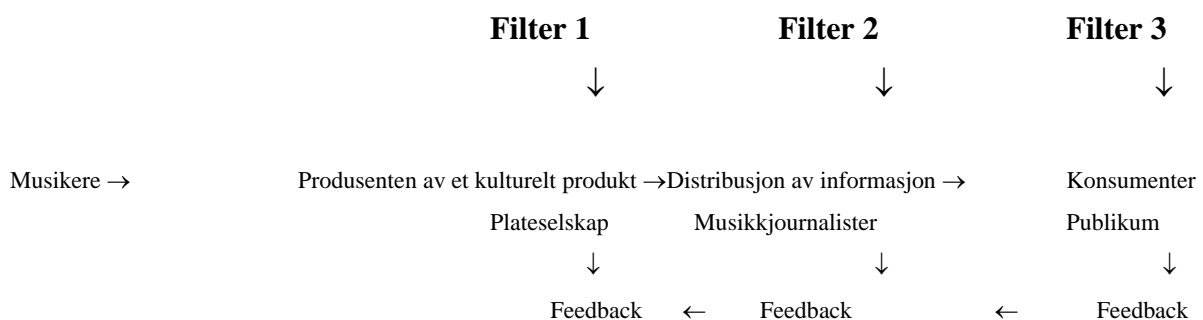 Filter 1 Filter 2 Filter 3
↓ ↓ ↓
Musikere → Produsenten av et kulturelt produkt →Distribusjon av informasjon → Konsumenter
Plateselskap Musikkjournalister Publikum
↓ ↓ ↓
Feedback ← Feedback ← Feedback